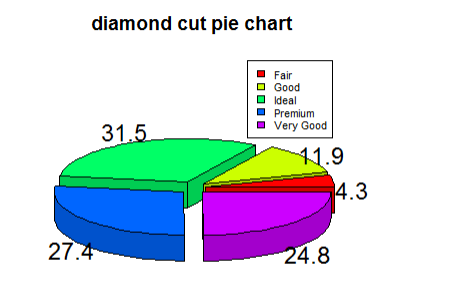 diamond cut pie chart
Fair
Good
Ideal
Premium
Very Good
31.5
11.9
4.3
27.4
24.8